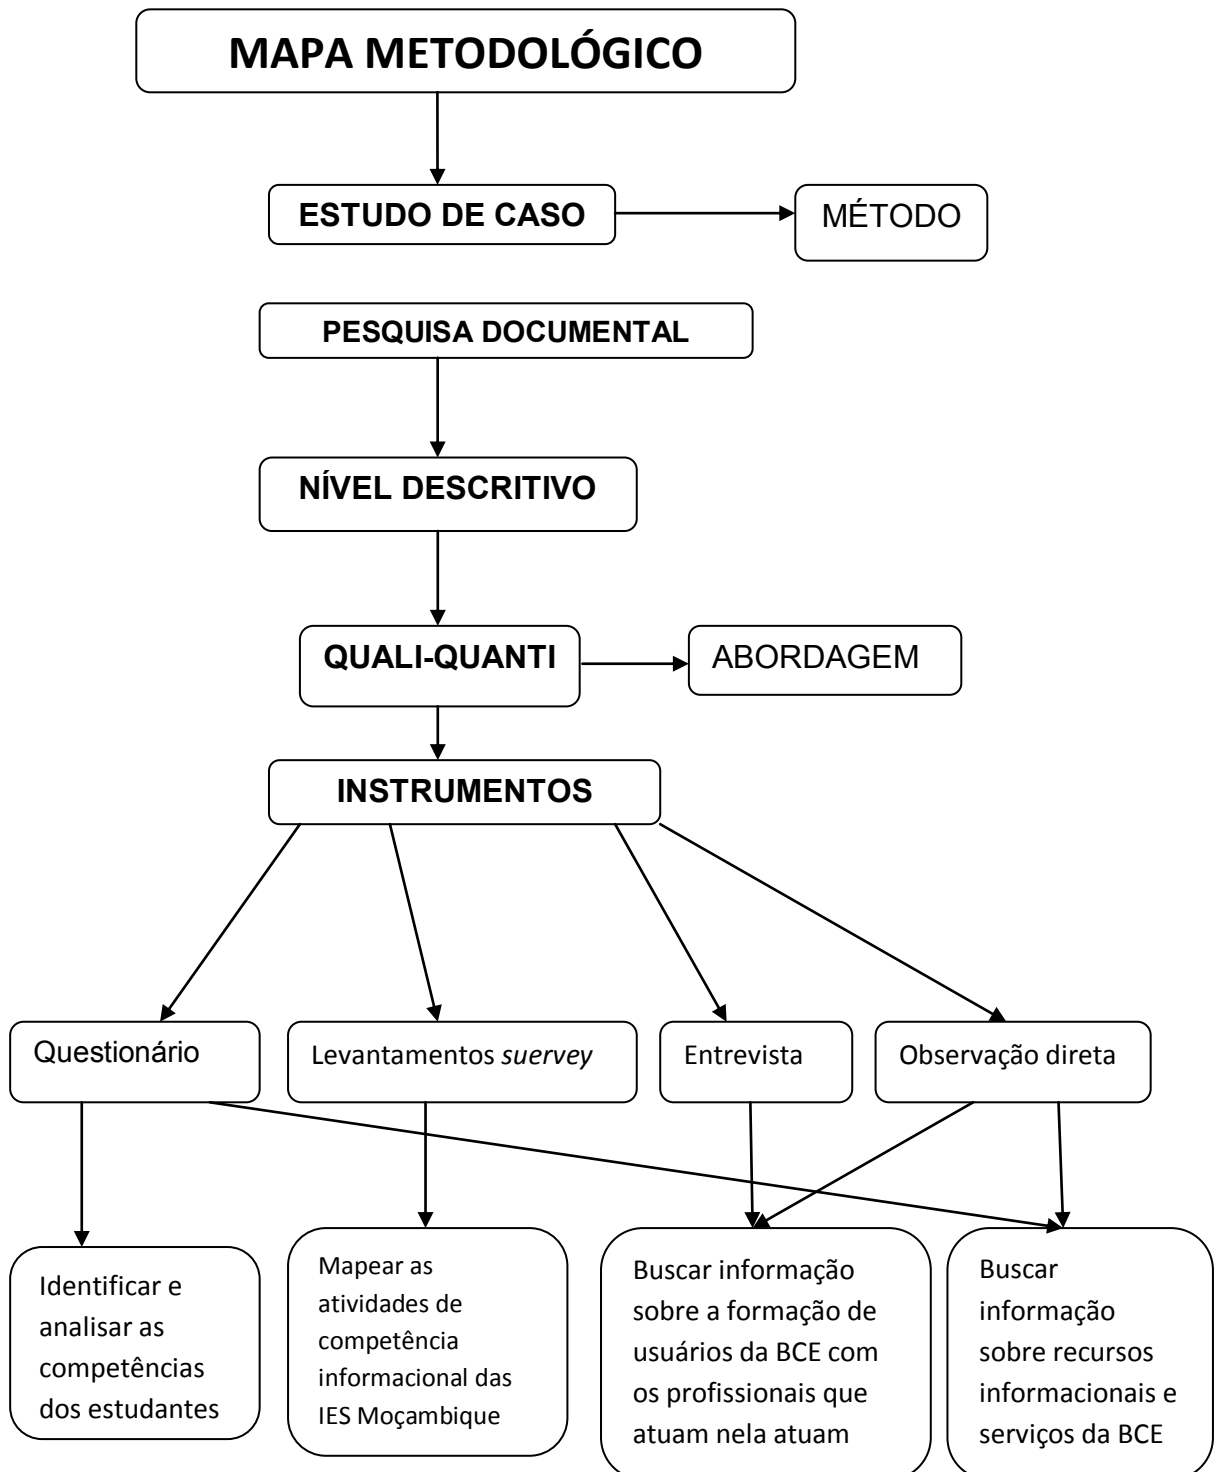 MAPA METODOLÓGICO
ESTUDO DE CASO
MÉTODO
PESQUISA DOCUMENTAL
NÍVEL DESCRITIVO
QUALI-QUANTI
ABORDAGEM
INSTRUMENTOS
Questionário
Levantamentos suervey
Entrevista
Observação direta
Identificar e
analisar as
competências
dos estudantes
Mapear as
atividades de
competência
informacional das
IES Moçambique
Buscar informação
sobre a formação de
usuários da BCE com
os profissionais que
atuam nela atuam
Buscar
informação
sobre recursos
informacionais e
serviços da BCE